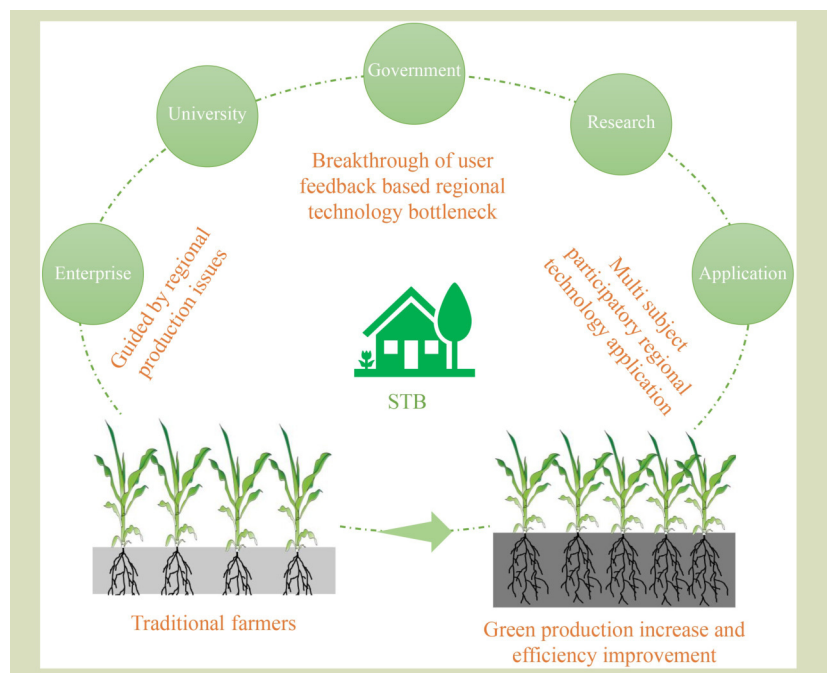 Government
University
Research
Breakthrough of user
feedback based regional
technology bottleneck
Enterprise
Application
Guided by regional
production issues
Multi subject
participatory regional
technology application
STB
Traditional farmers
Green production increase and
efficiency improvement